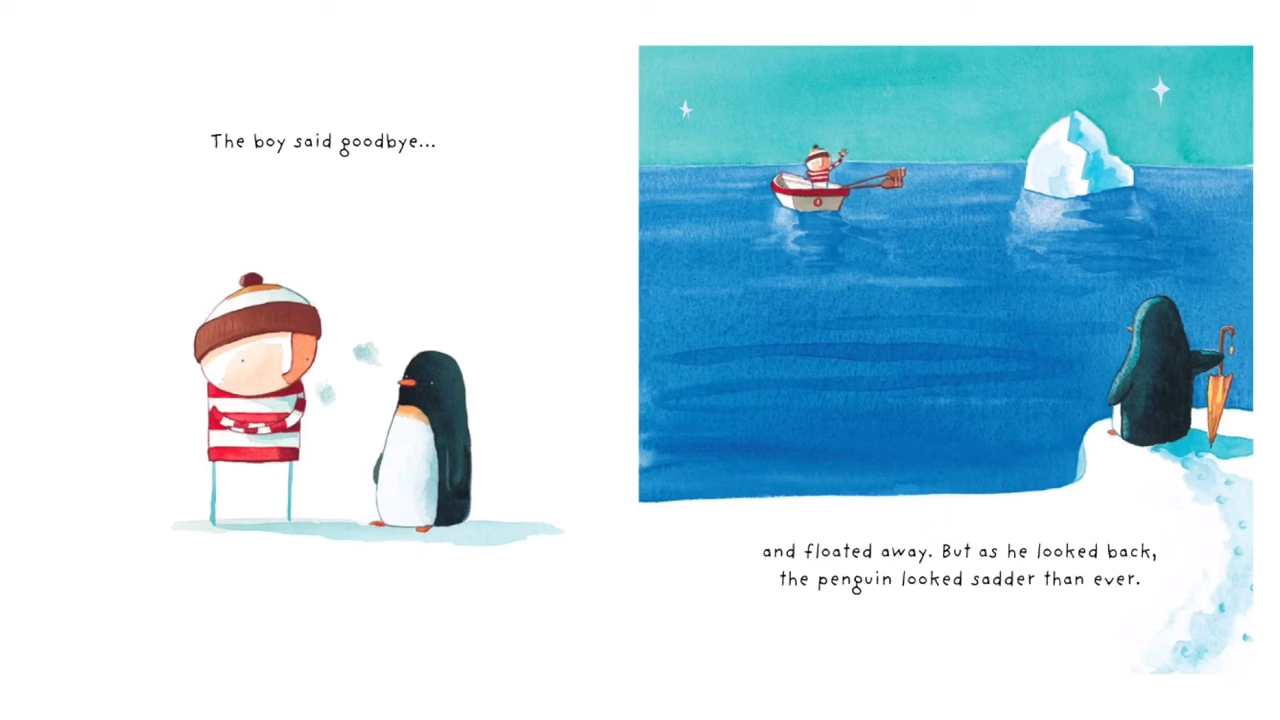 The boy said goodbye...
and floated away. But as he looked back,
the penguin looked sadder than ever.